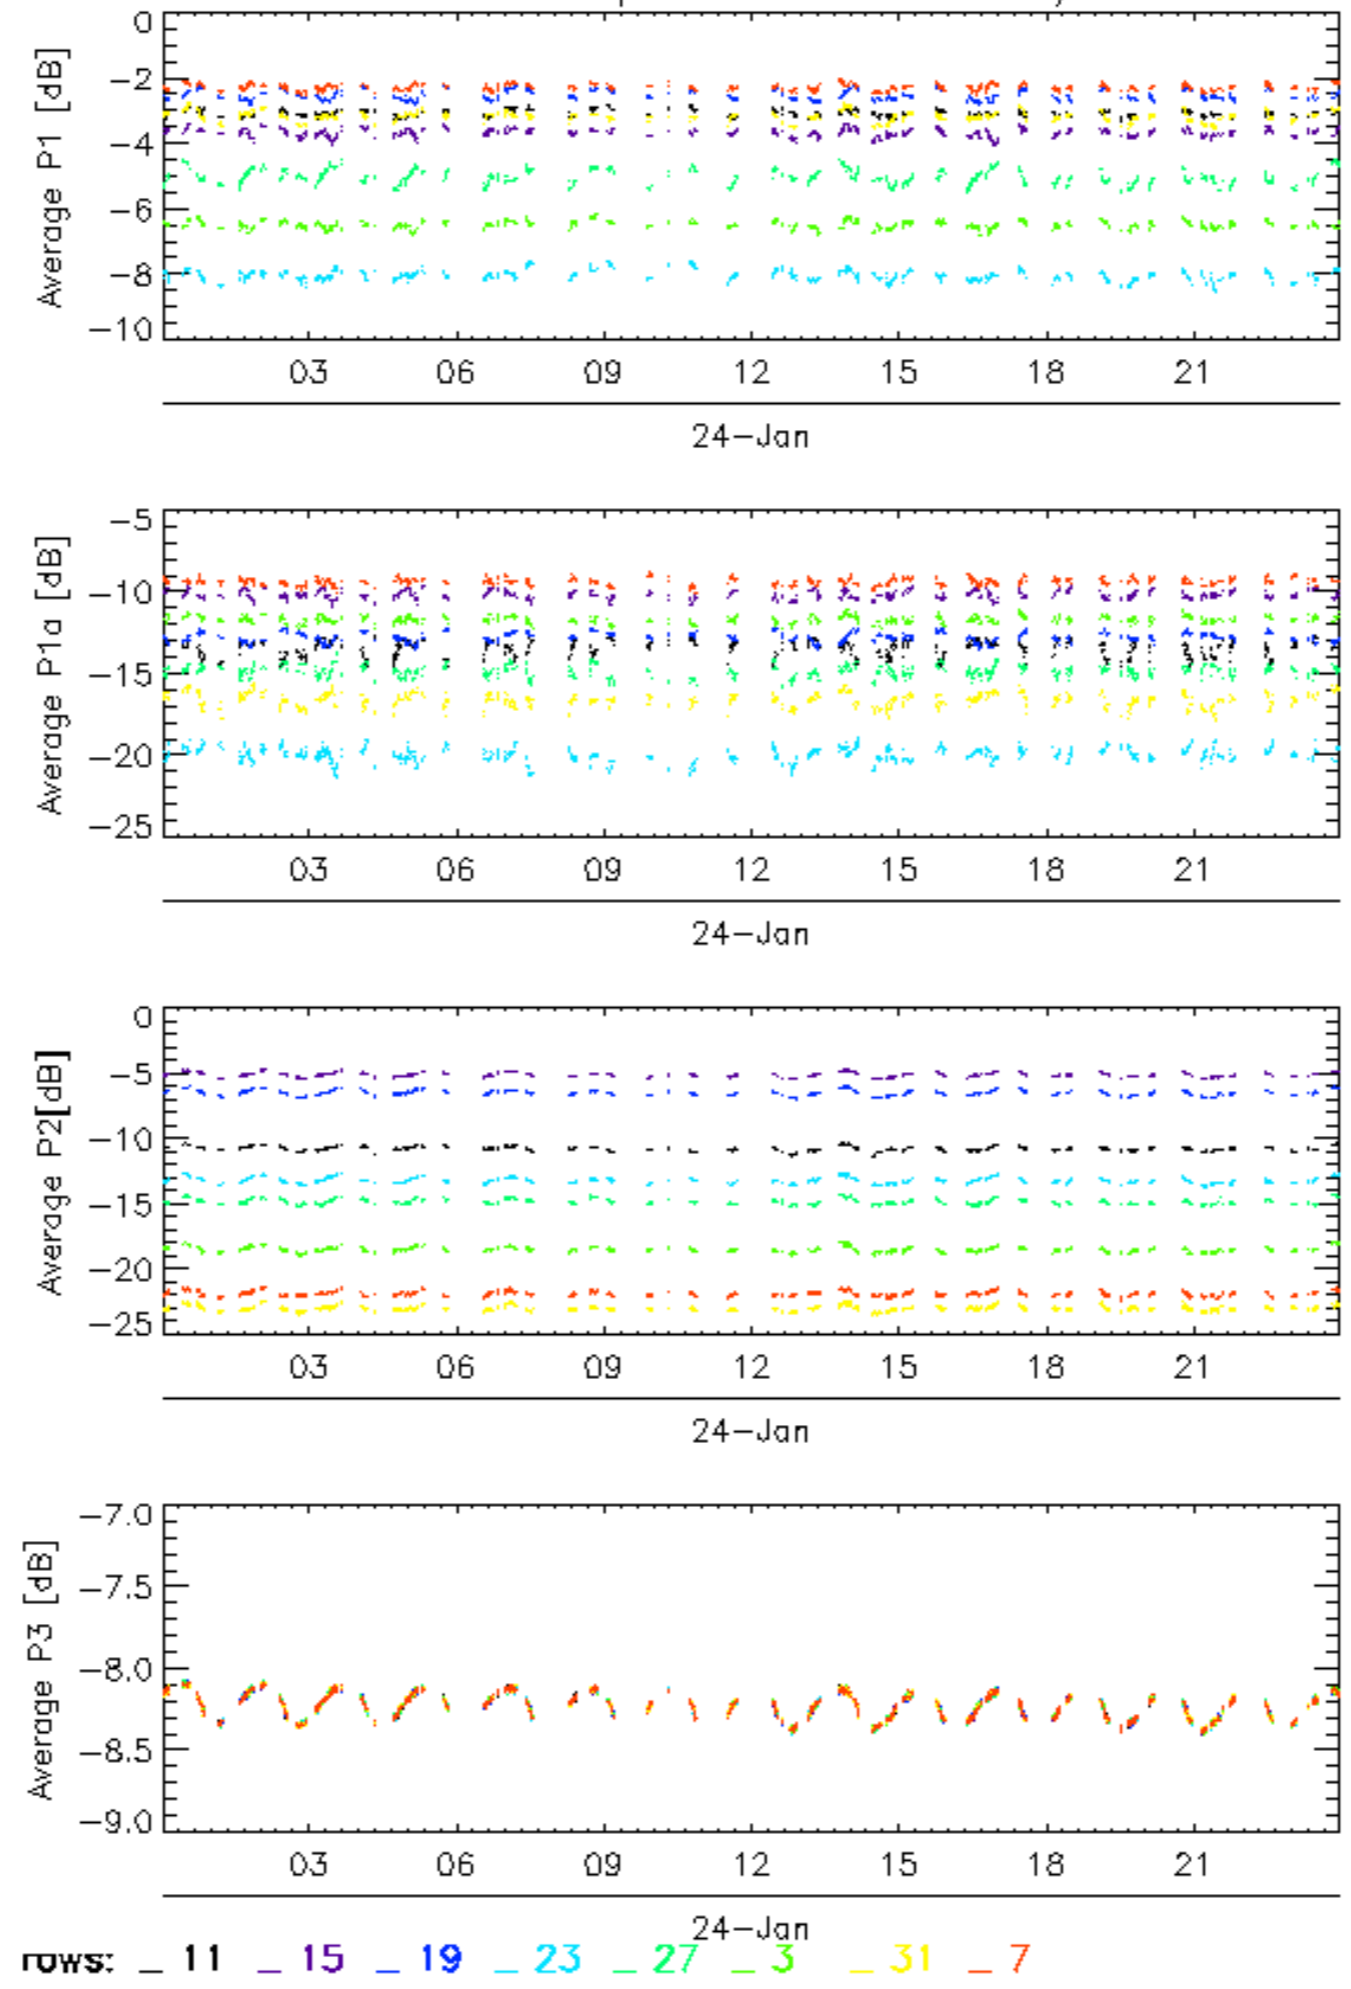 Average P1 [dB]
0
−2
−4
−6
−8
−10
03 06 09 12 15 18 21
24−Jan
Average P1a [dB]
−5
−10
−15
−20
−25
03 06 09 12 15 18 21
24−Jan
Average P2[dB]
0
−5
−10
−15
−20
−25
03 06 09 12 15 18 21
24−Jan
Average P3 [dB]
−7.0
−7.5
−8.0
−8.5
−9.0
03 06 09 12 15 18 21
24−Jan
rows: _ 11 _ 15 _ 19 _ 23 _ 27 _ 3 _ 31 _ 7